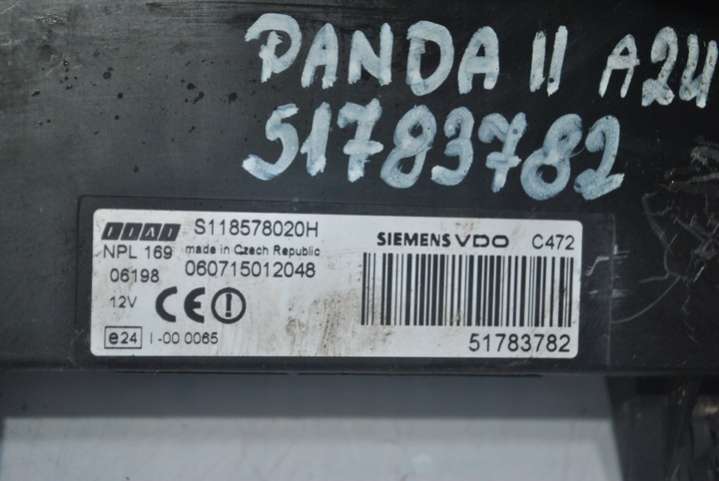 PANDA II A24
51783782
FIAT S118578020H SIEMENS VDO C472
NPL 169 made in Czech Republic
06198 060715012048
12V CE
e24 I-00 0065 51783782